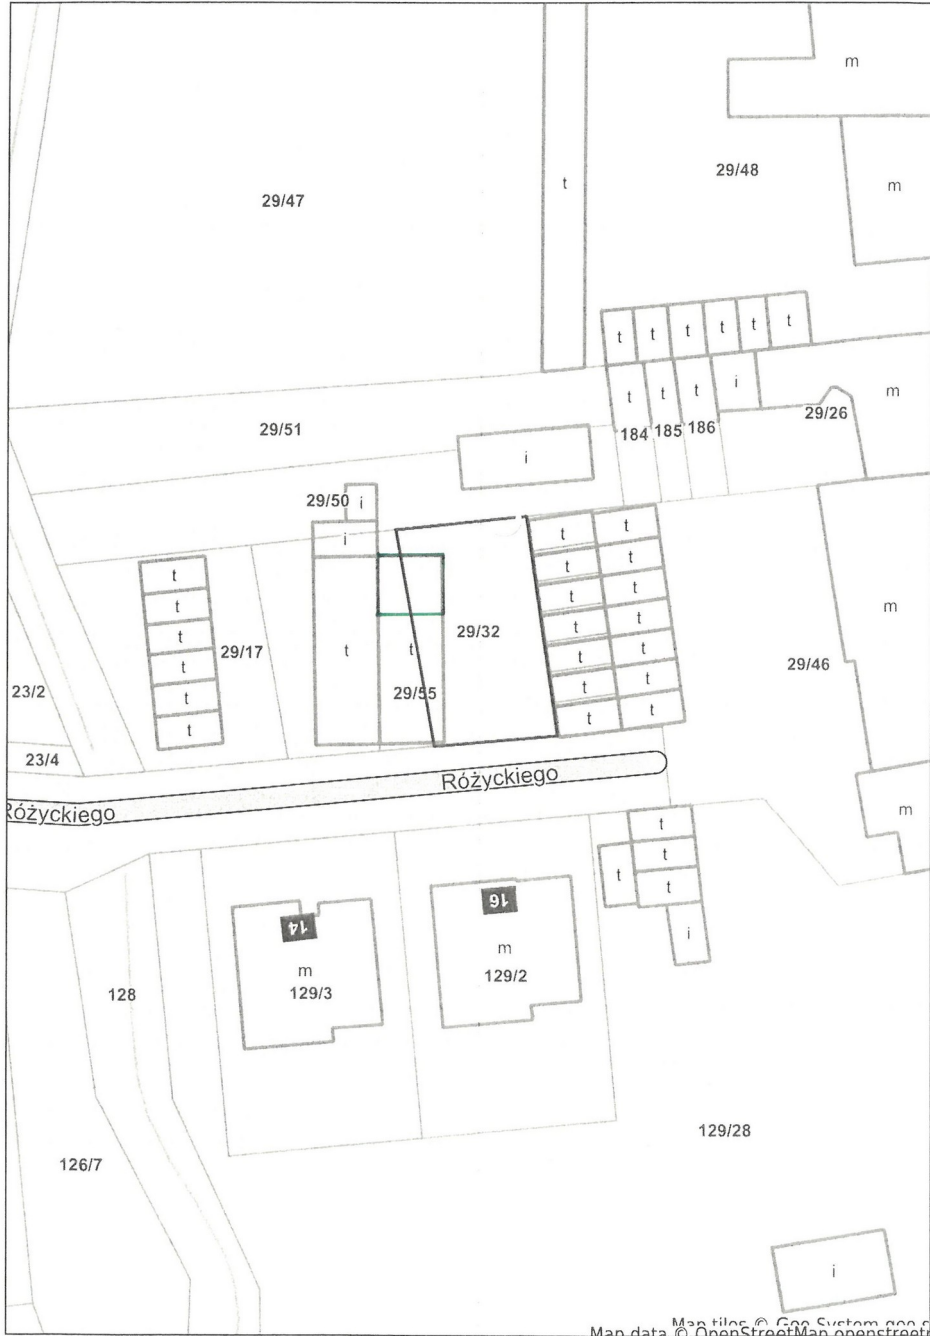 m
29/48
t
m
29/47
t t t t t t
t t t i
m
29/26
29/51
184 185 186
i
29/50 i
i
t t
t t
t t
t t
t t
t t
t t
t
t
t
t
t
t
29/17
t
t
29/32
29/55
m
29/46
23/2
23/4
Różyckiego
Różyckiego
m
t
t
t
t
i
16
14
m
129/2
m
129/3
128
129/28
126/7
i
Map tiles © Geo-System
Map data © OpenStreetMap